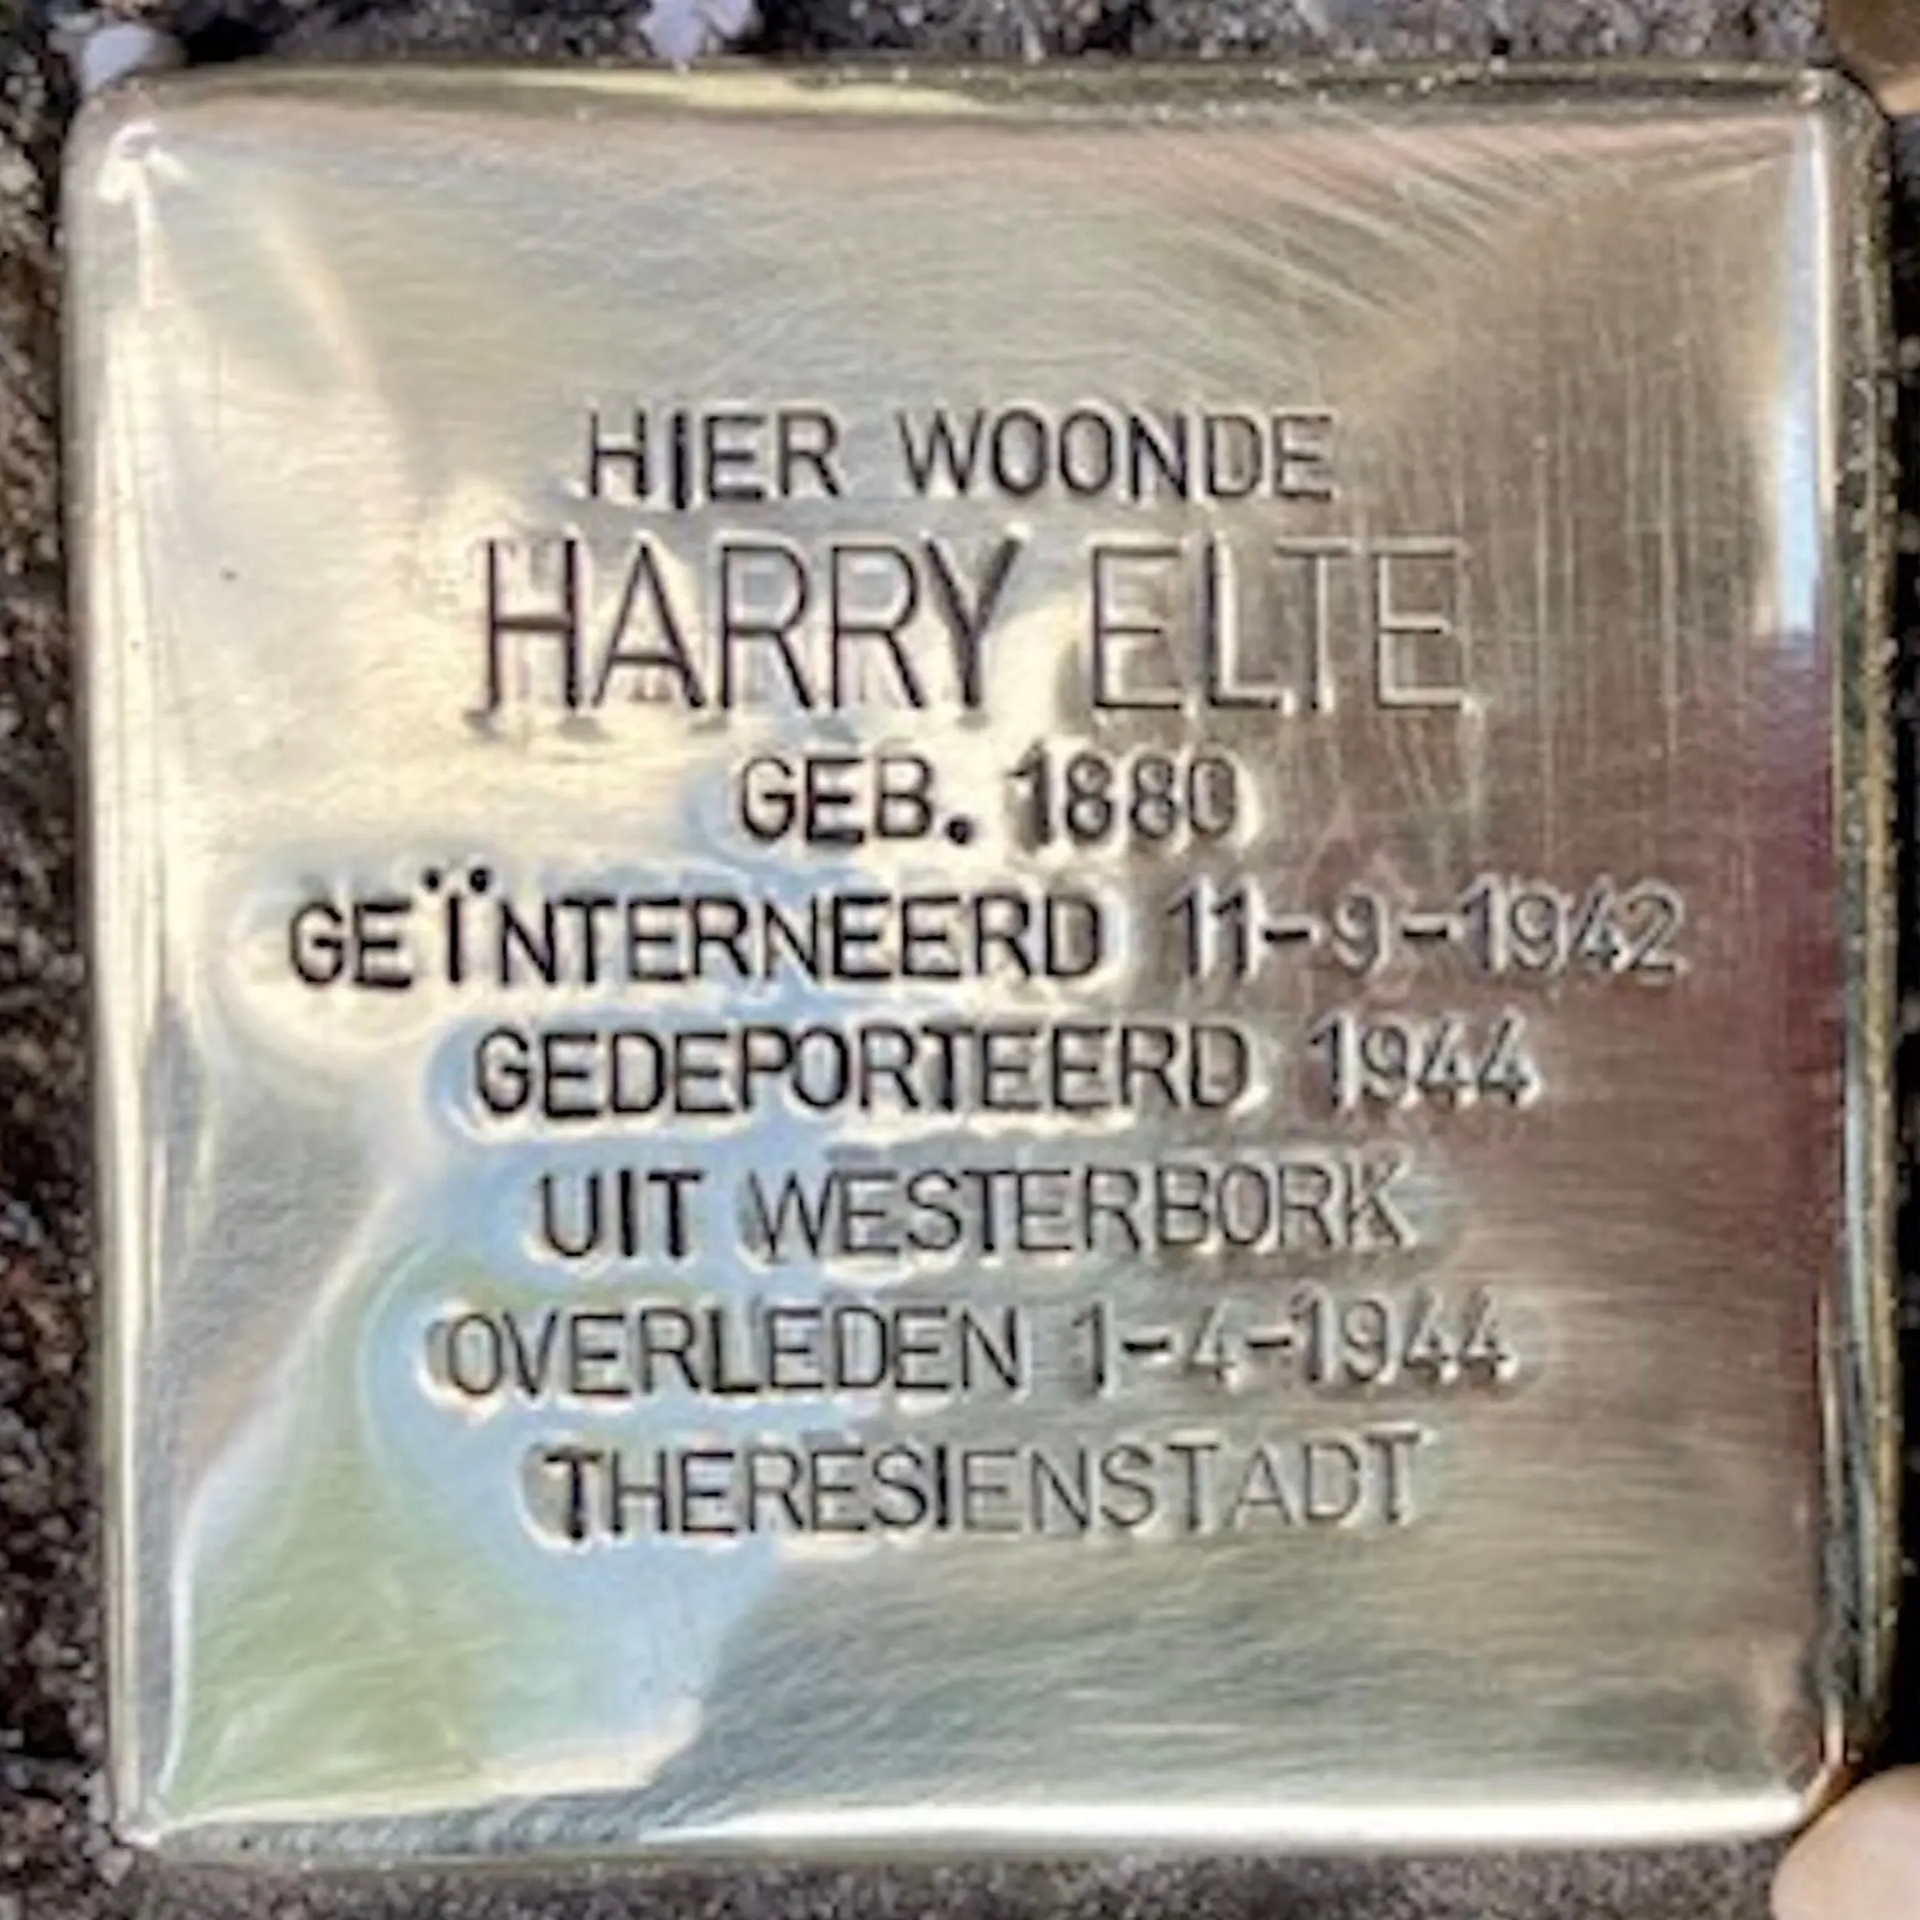 HIER WOONDE
HARRY ELTE
GEB. 1880
GEÏNTERNEERD 11-9-1942
GEDEPORTEERD 1944
UIT WESTERBORK
OVERLEDEN 1-4-1944
THERESIENSTADT